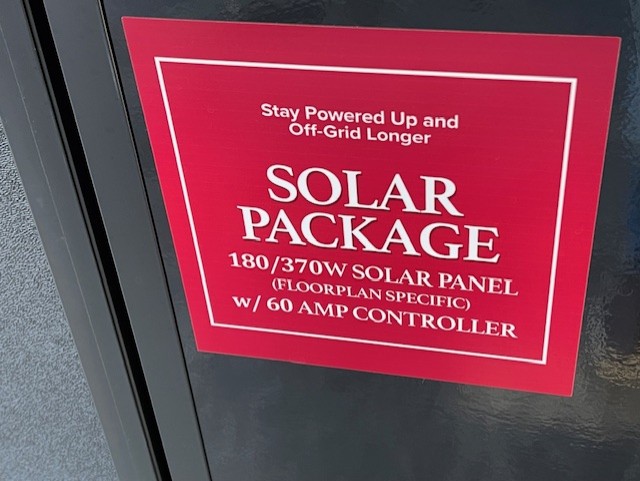 Stay Powered Up and
Off-Grid Longer
SOLAR
PACKAGE
180/370W SOLAR PANEL
(FLOORPLAN SPECIFIC)
w/ 60 AMP CONTROLLER